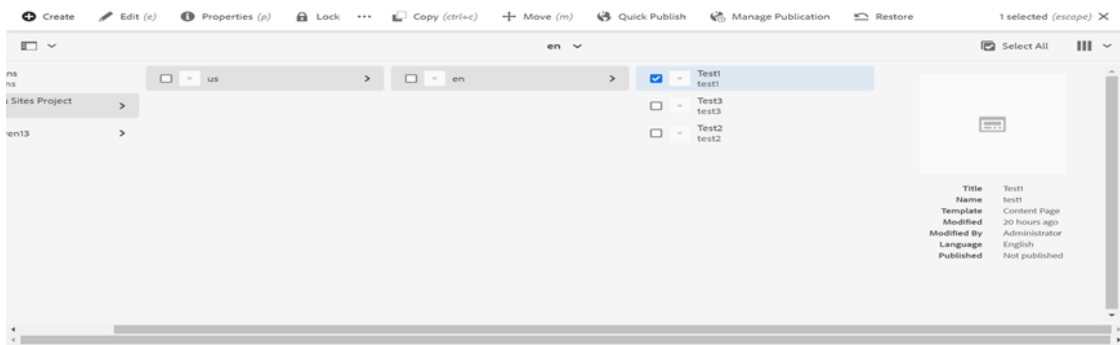 Create Edit (e) Properties (p) Lock ... Copy (ctrl+c) Move (m) Quick Publish Manage Publication Restore 1 selected (escape)
en Select All
ns
ns
us
en
Test1
test1
s Sites Project
Test3
test3
ven13
Test2
test2
Title Test1
Name test1
Template Content Page
Modified 20 hours ago
Modified By Administrator
Language English
Published Not published